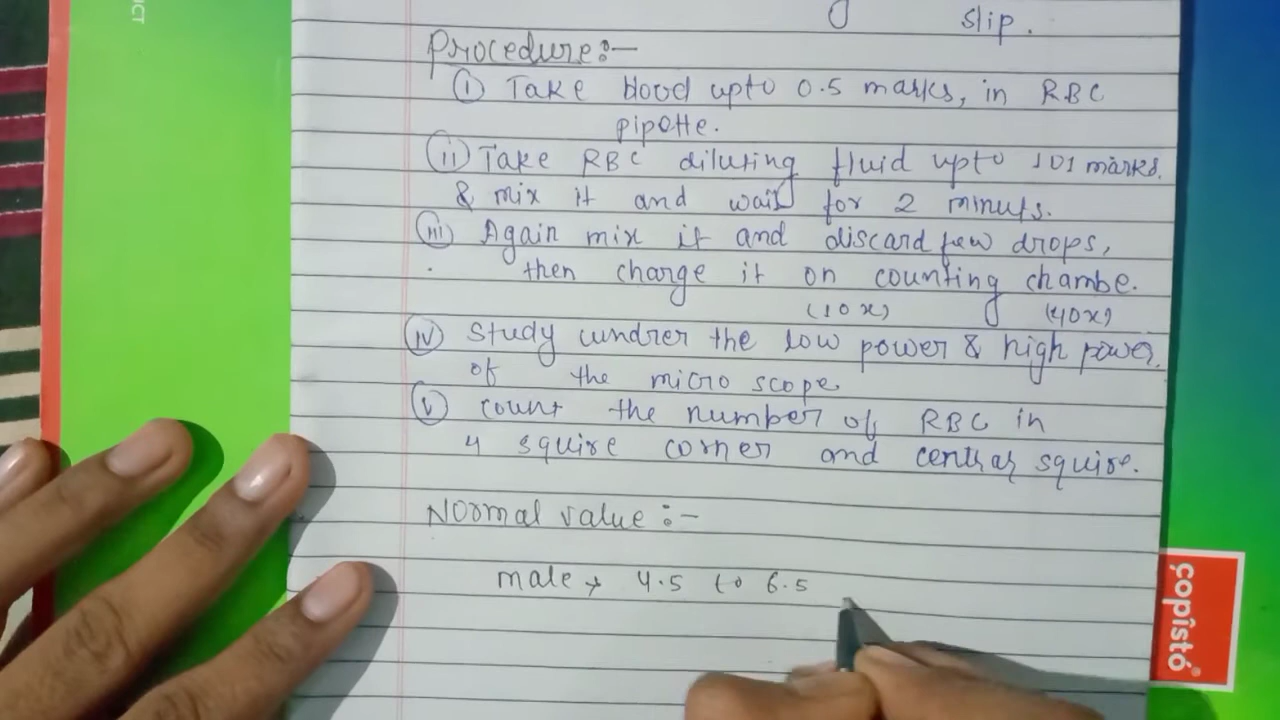 ICT
slip.
Procedure:-
(i) Take blood upto 0.5 marks, in RBC
pipette.
(ii) Take RBC diluting fluid upto 101 marks.
& mix it and wait for 2 minuts.
(iii) Again mix it and discard few drops,
then charge it on counting chambe.
(10x) (40x)
(iv) Study undrer the low power & high power.
of the micro scope.
(v) count the number of RBC in
4 squire corner and central squire.
Normal value:-
male → 4.5 to 6.5
çopîstó